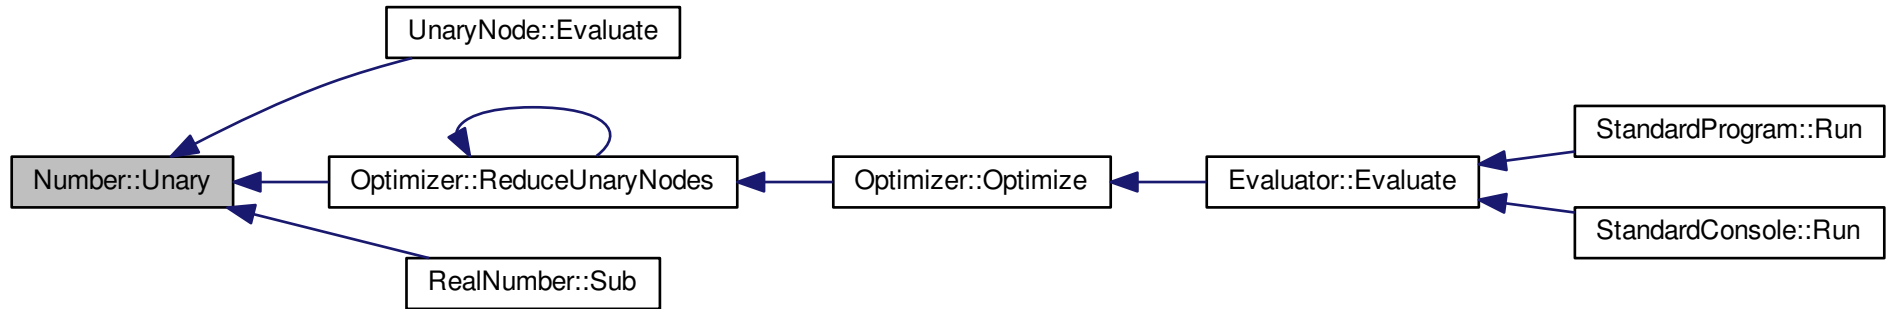 UnaryNode::Evaluate
Number::Unary
Optimizer::ReduceUnaryNodes
Optimizer::Optimize
Evaluator::Evaluate
StandardProgram::Run
StandardConsole::Run
RealNumber::Sub